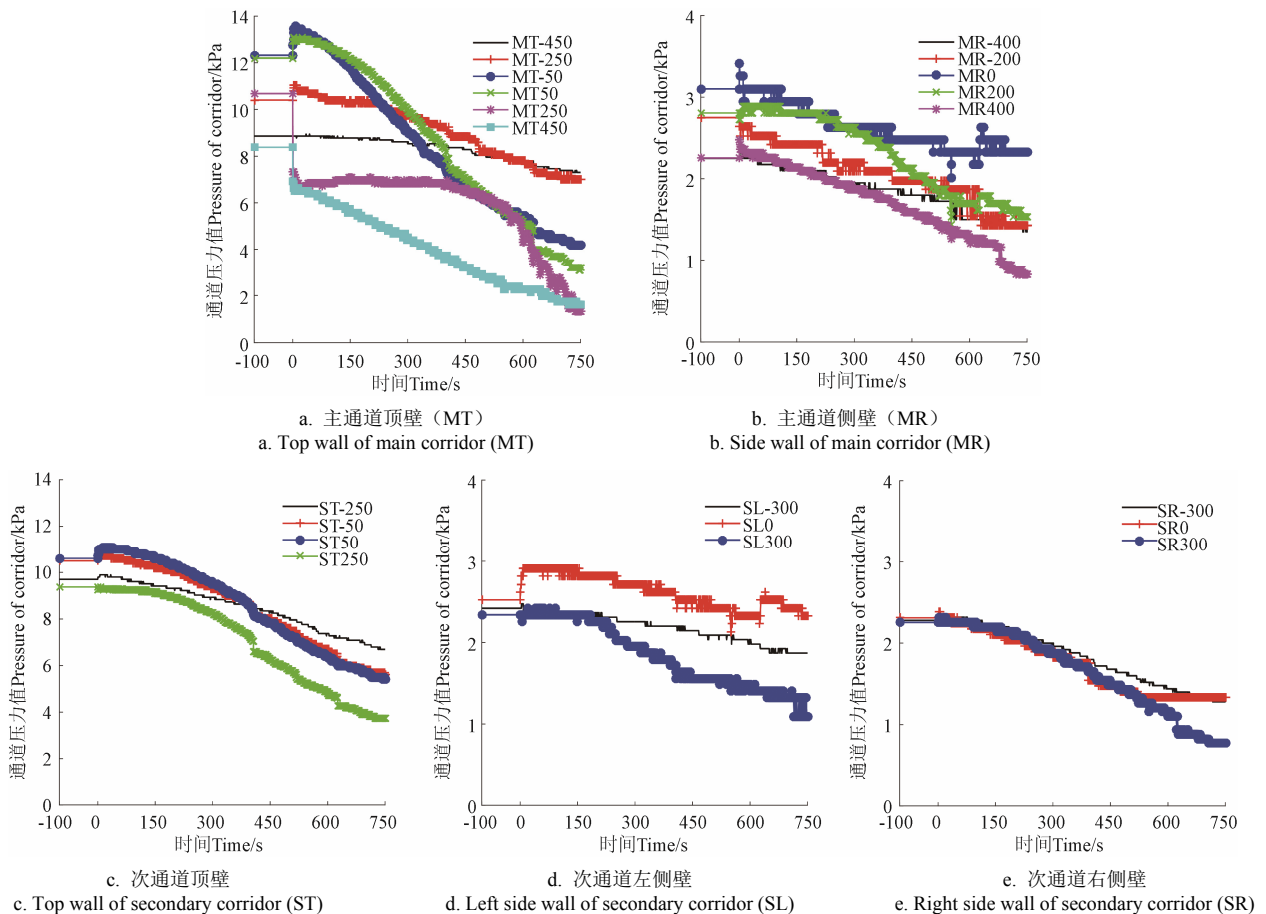 通道压力值Pressure of corridor/kPa
14
12
10
8
6
4
2
0
-100 0 150 300 450 600 750
时间Time/s
MT-450
MT-250
MT-50
MT50
MT250
MT450
a. 主通道顶壁（MT）
a. Top wall of main corridor (MT)
通道压力值Pressure of corridor/kPa
4
3
2
1
0
-100 0 150 300 450 600 750
时间Time/s
MR-400
MR-200
MR0
MR200
MR400
b. 主通道侧壁（MR）
b. Side wall of main corridor (MR)
通道压力值Pressure of corridor/kPa
14
12
10
8
6
4
2
0
-100 0 150 300 450 600 750
时间Time/s
ST-250
ST-50
ST50
ST250
c. 次通道顶壁
c. Top wall of secondary corridor (ST)
通道压力值Pressure of corridor/kPa
4
3
2
1
0
-100 0 150 300 450 600 750
时间Time/s
SL-300
SL0
SL300
d. 次通道左侧壁
d. Left side wall of secondary corridor (SL)
通道压力值Pressure of corridor/kPa
4
3
2
1
0
-100 0 150 300 450 600 750
时间Time/s
SR-300
SR0
SR300
e. 次通道右侧壁
e. Right side wall of secondary corridor (SR)